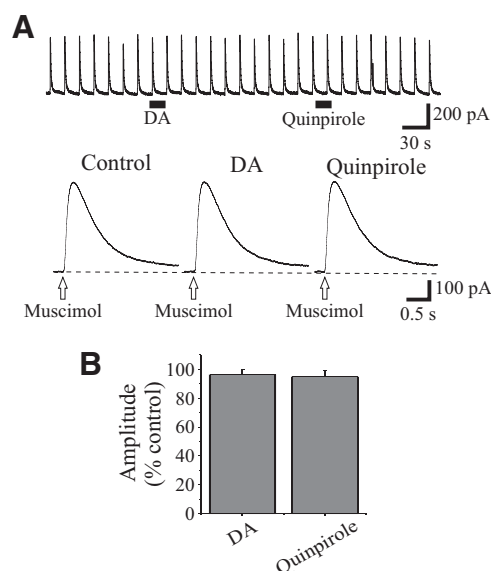 A
DA
Quinpirole
200 pA
30 s
Control
DA
Quinpirole
Muscimol
Muscimol
Muscimol
100 pA
0.5 s
B
Amplitude
(% control)
100
80
60
40
20
0
DA
Quinpirole